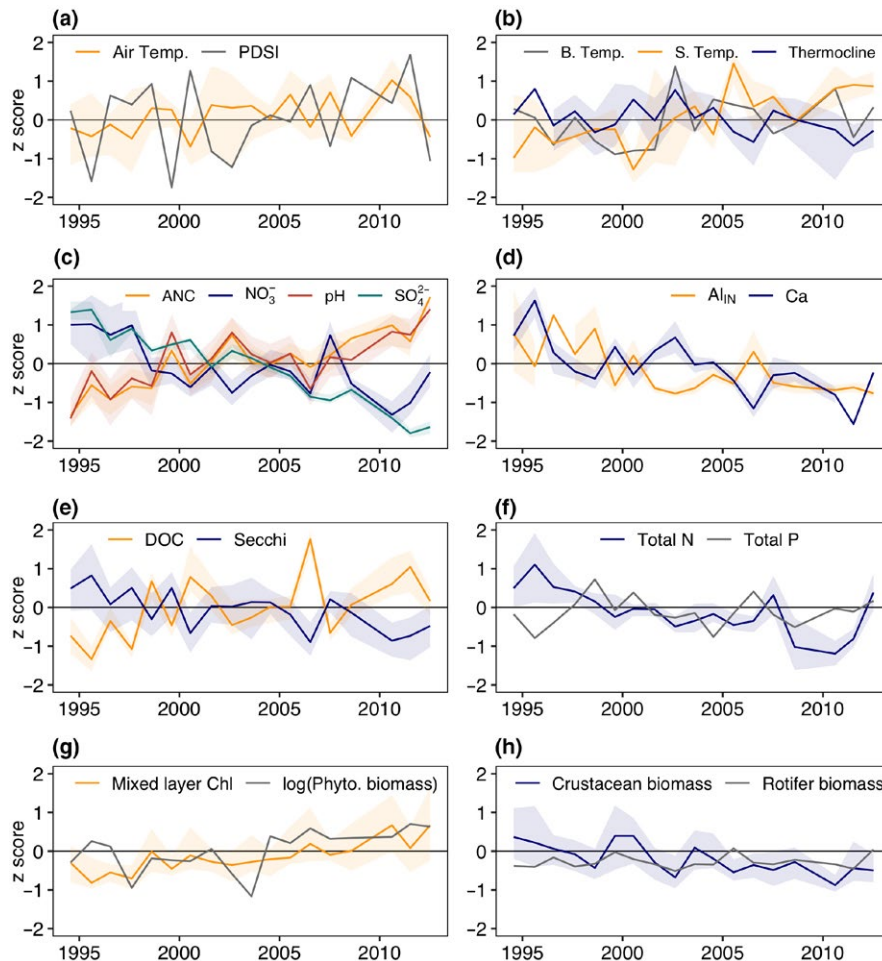 (a)
Air Temp. PDSI
z score
2
1
0
−1
−2
1995 2000 2005 2010
(b)
B. Temp. S. Temp. Thermocline
2
1
0
−1
−2
1995 2000 2005 2010
(c)
ANC NO₃⁻ pH SO₄²⁻
z score
2
1
0
−1
−2
1995 2000 2005 2010
(d)
Al_IN Ca
2
1
0
−1
−2
1995 2000 2005 2010
(e)
DOC Secchi
z score
2
1
0
−1
−2
1995 2000 2005 2010
(f)
Total N Total P
2
1
0
−1
−2
1995 2000 2005 2010
(g)
Mixed layer Chl log(Phyto. biomass)
z score
2
1
0
−1
−2
1995 2000 2005 2010
(h)
Crustacean biomass Rotifer biomass
2
1
0
−1
−2
1995 2000 2005 2010